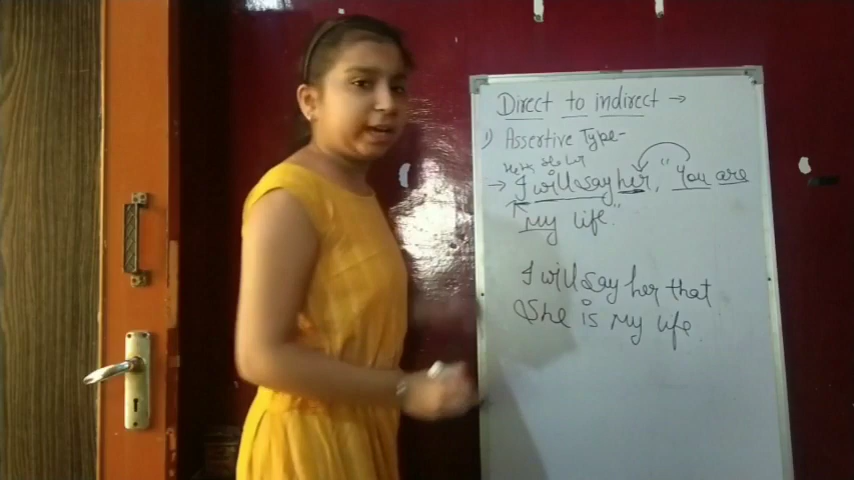 Direct to indirect →
1) Assertive Type-
→ I will say her, "You are
My life".
I will say her that
She is My life